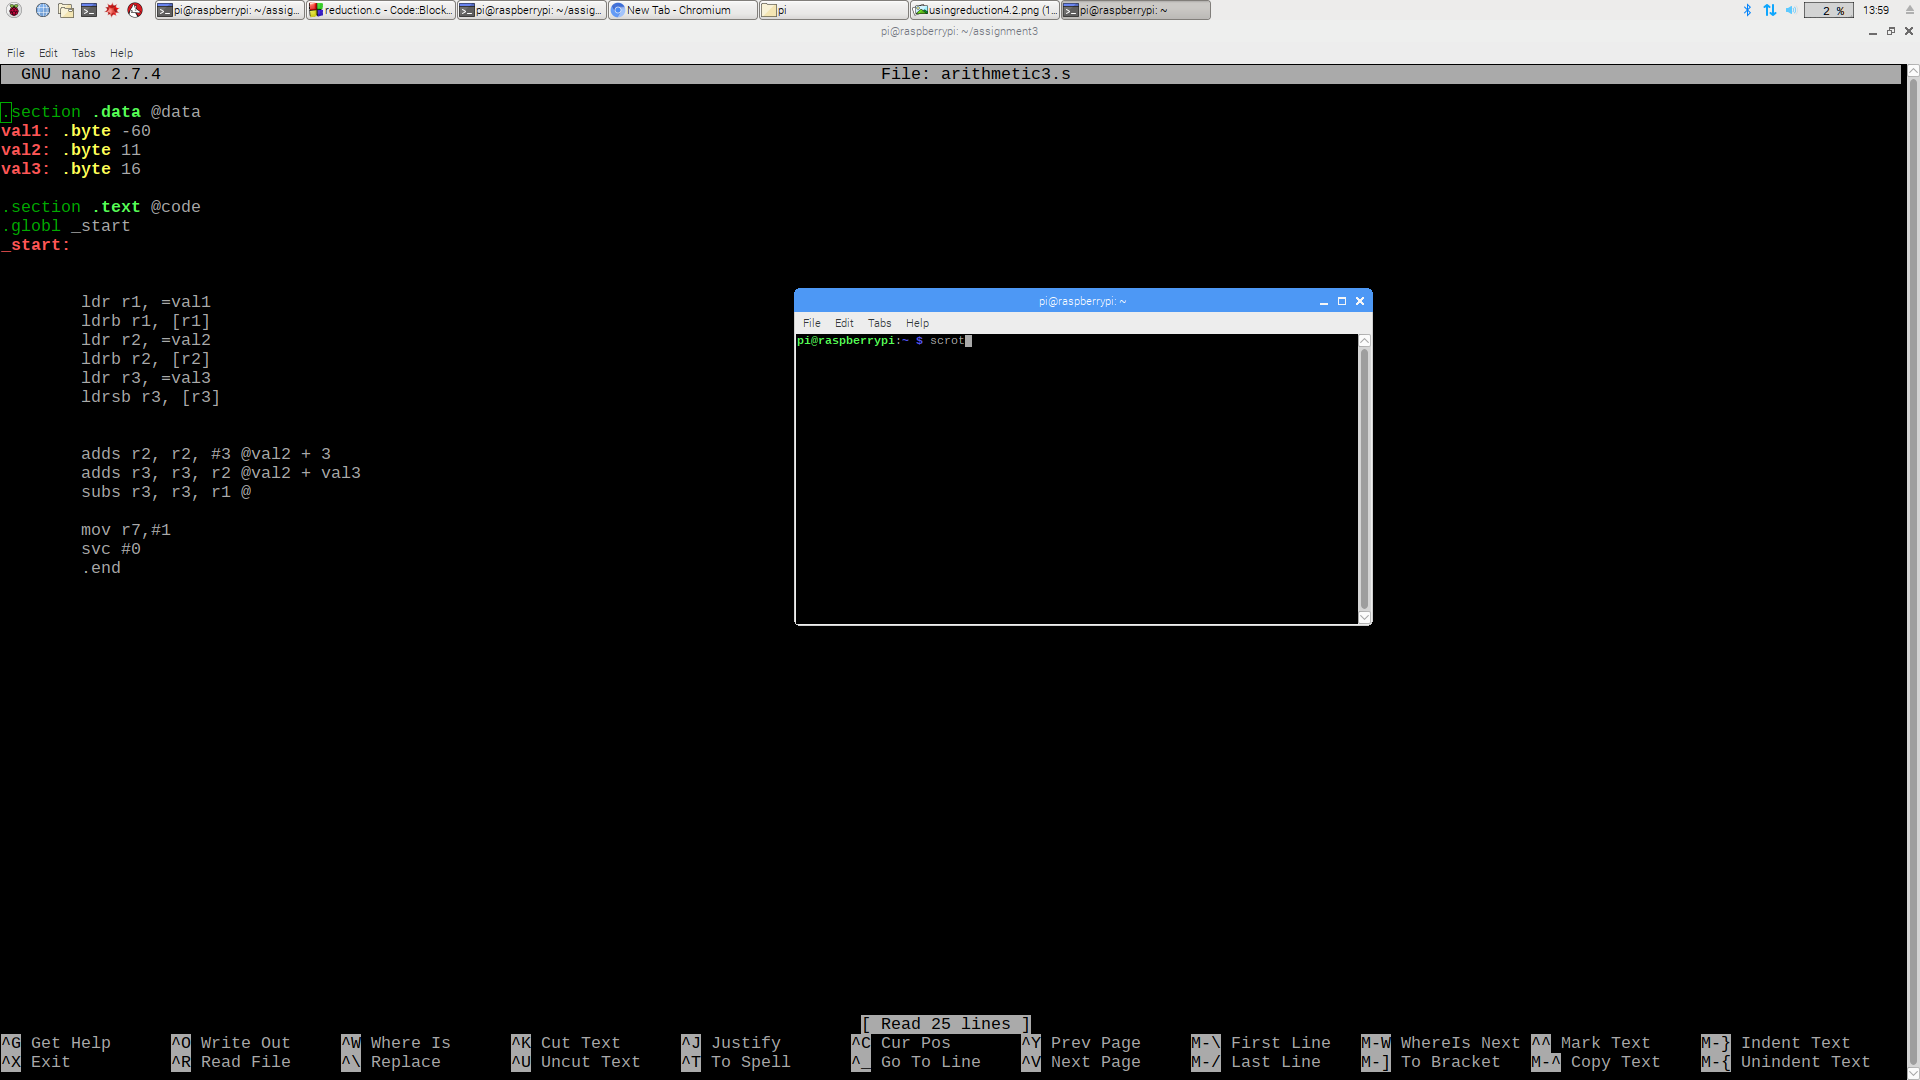 pi@raspberrypi: ~/assig... reduction.c - Code::Block... pi@raspberrypi: ~/assig... New Tab - Chromium pi usingreduction4.2.png (1... pi@raspberrypi: ~ 2 % 13:59
pi@raspberrypi: ~/assignment3
File Edit Tabs Help
GNU nano 2.7.4 File: arithmetic3.s
.section .data @data
val1: .byte -60
val2: .byte 11
val3: .byte 16
.section .text @code
.globl _start
_start:
ldr r1, =val1
ldrb r1, [r1]
ldr r2, =val2
ldrb r2, [r2]
ldr r3, =val3
ldrsb r3, [r3]
adds r2, r2, #3 @val2 + 3
adds r3, r3, r2 @val2 + val3
subs r3, r3, r1 @
mov r7,#1
svc #0
.end
pi@raspberrypi: ~
File Edit Tabs Help
pi@raspberrypi:~ $ scrot
[ Read 25 lines ]
^G Get Help ^O Write Out ^W Where Is ^K Cut Text ^J Justify ^C Cur Pos ^Y Prev Page M-\ First Line M-W WhereIs Next ^^ Mark Text M-} Indent Text
^X Exit ^R Read File ^\ Replace ^U Uncut Text ^T To Spell ^_ Go To Line ^V Next Page M-/ Last Line M-] To Bracket M-^ Copy Text M-{ Unindent Text